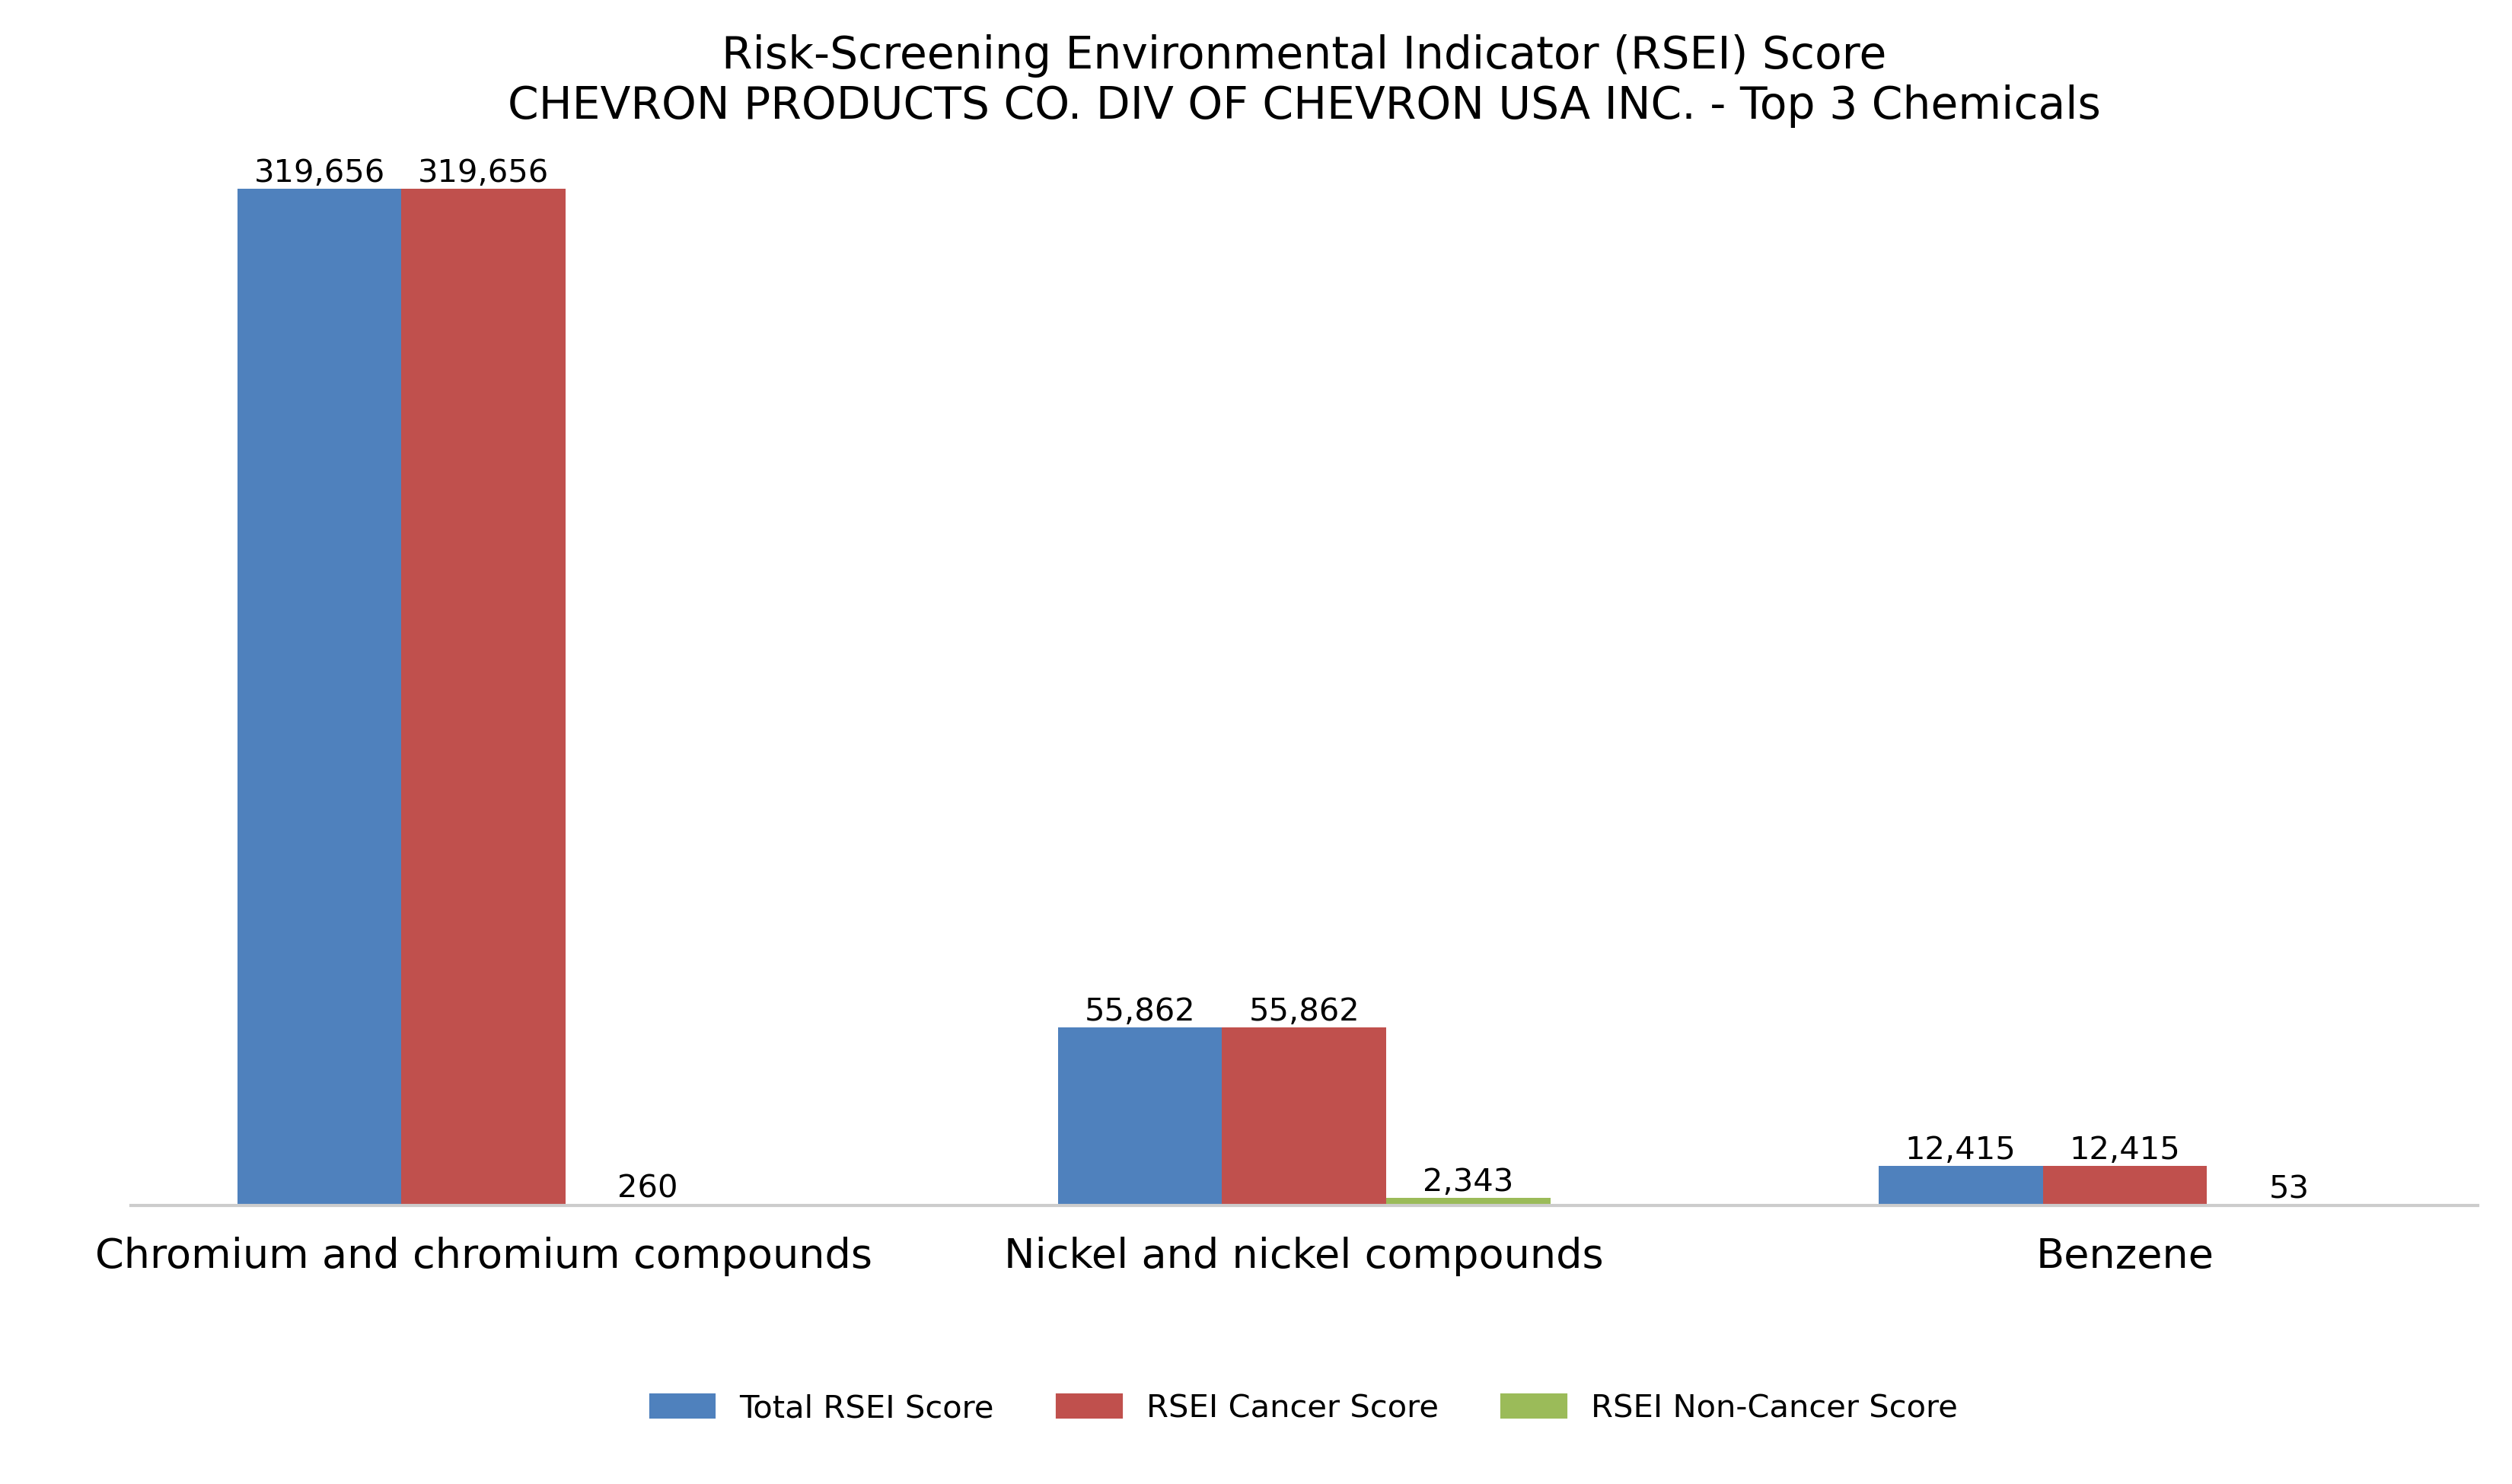 Risk-Screening Environmental Indicator (RSEI) Score
CHEVRON PRODUCTS CO. DIV OF CHEVRON USA INC. - Top 3 Chemicals
319,656 319,656
260
55,862 55,862
2,343
12,415 12,415
53
Chromium and chromium compounds
Nickel and nickel compounds
Benzene
Total RSEI Score
RSEI Cancer Score
RSEI Non-Cancer Score